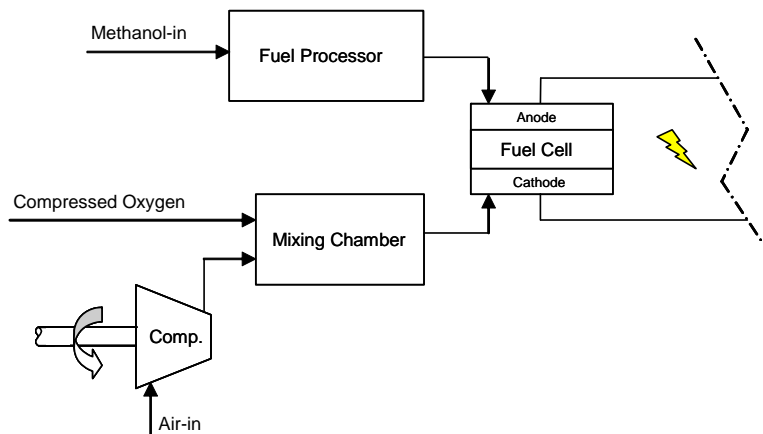 Methanol-in
Fuel Processor
Anode
Fuel Cell
Cathode
Compressed Oxygen
Mixing Chamber
Comp.
Air-in